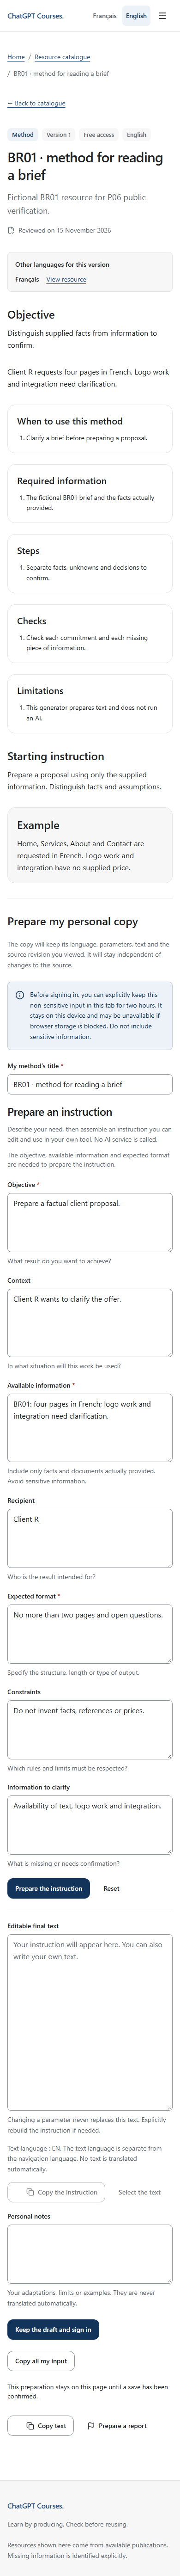 ChatGPT Courses.
Français
English
Home / Resource catalogue
/ BR01 · method for reading a brief
← Back to catalogue
Method
Version 1
Free access
English
BR01 · method for reading
a brief
Fictional BR01 resource for P06 public
verification.
Reviewed on 15 November 2026
Other languages for this version
Français View resource
Objective
Distinguish supplied facts from information to
confirm.
Client R requests four pages in French. Logo work
and integration need clarification.
When to use this method
1. Clarify a brief before preparing a proposal.
Required information
1. The fictional BR01 brief and the facts actually
provided.
Steps
1. Separate facts, unknowns and decisions to
confirm.
Checks
1. Check each commitment and each missing
piece of information.
Limitations
1. This generator prepares text and does not run
an AI.
Starting instruction
Prepare a proposal using only the supplied
information. Distinguish facts and assumptions.
Example
Home, Services, About and Contact are
requested in French. Logo work and
integration have no supplied price.
Prepare my personal copy
The copy will keep its language, parameters, text and the
source revision you viewed. It will stay independent of
changes to this source.
Before signing in, you can explicitly keep this
non-sensitive input in this tab for two hours. It
stays on this device and may be unavailable if
browser storage is blocked. Do not include
sensitive information.
My method's title *
BR01 · method for reading a brief
Prepare an instruction
Describe your need, then assemble an instruction you can
edit and use in your own tool. No AI service is called.
The objective, available information and expected format
are needed to prepare the instruction.
Objective *
Prepare a factual client proposal.
What result do you want to achieve?
Context
Client R wants to clarify the offer.
In what situation will this work be used?
Available information *
BR01: four pages in French; logo work and
integration need clarification.
Include only facts and documents actually provided.
Avoid sensitive information.
Recipient
Client R
Who is the result intended for?
Expected format *
No more than two pages and open questions.
Specify the structure, length or type of output.
Constraints
Do not invent facts, references or prices.
Which rules and limits must be respected?
Information to clarify
Availability of text, logo work and integration.
What is missing or needs confirmation?
Prepare the instruction
Reset
Editable final text
Your instruction will appear here. You can also
write your own text.
Changing a parameter never replaces this text. Explicitly
rebuild the instruction if needed.
Text language : EN. The text language is separate from
the navigation language. No text is translated
automatically.
Copy the instruction
Select the text
Personal notes
Your adaptations, limits or examples. They are never
translated automatically.
Keep the draft and sign in
Copy all my input
This preparation stays on this page until a save has been
confirmed.
Copy text
Prepare a report
ChatGPT Courses.
Learn by producing. Check before reusing.
Resources shown here come from available publications.
Missing information is identified explicitly.